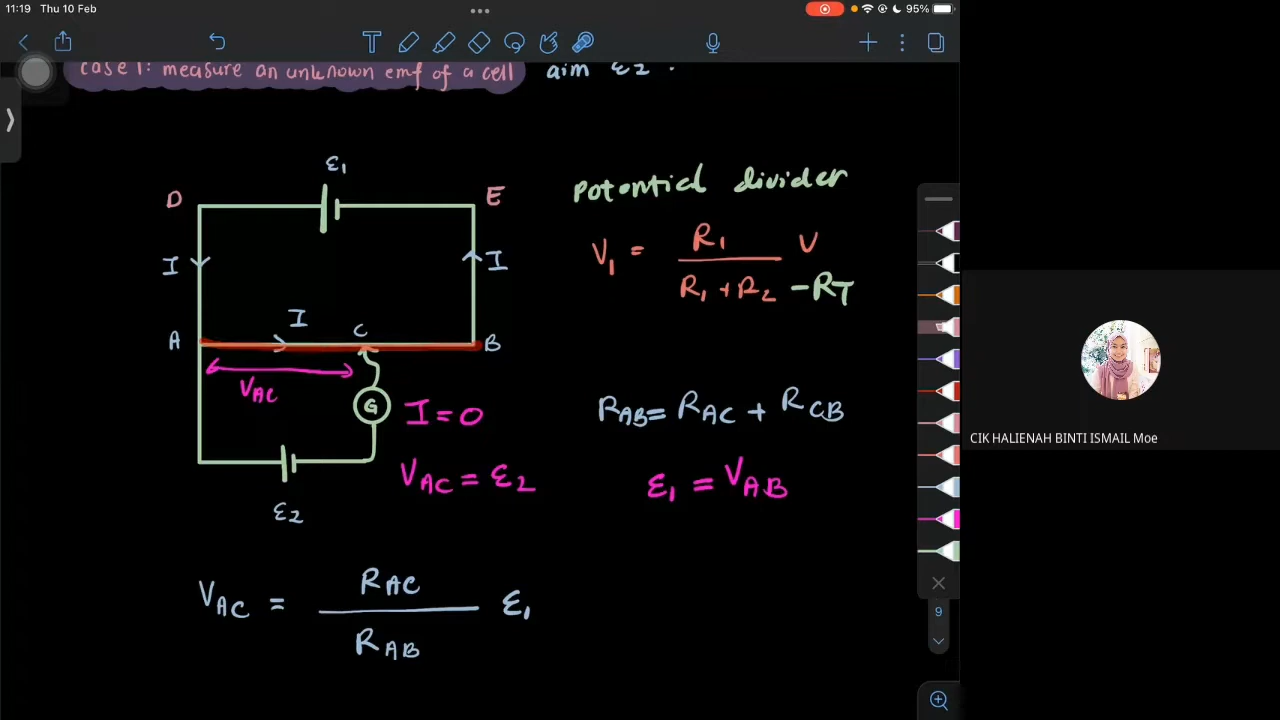 11:19 Thu 10 Feb
95%
case 1: measure an unknown emf of a cell aim ε2 .
ε1
D E
Potential divider
I I
V1 = R1 V
R1 + R2 - RT
I C
A B
VAC
G
I = 0
RAB = RAC + RCB
VAC = ε2
ε1 = VAB
ε2
VAC = RAC ε1
RAB
9
CIK HALIENAH BINTI ISMAIL Moe